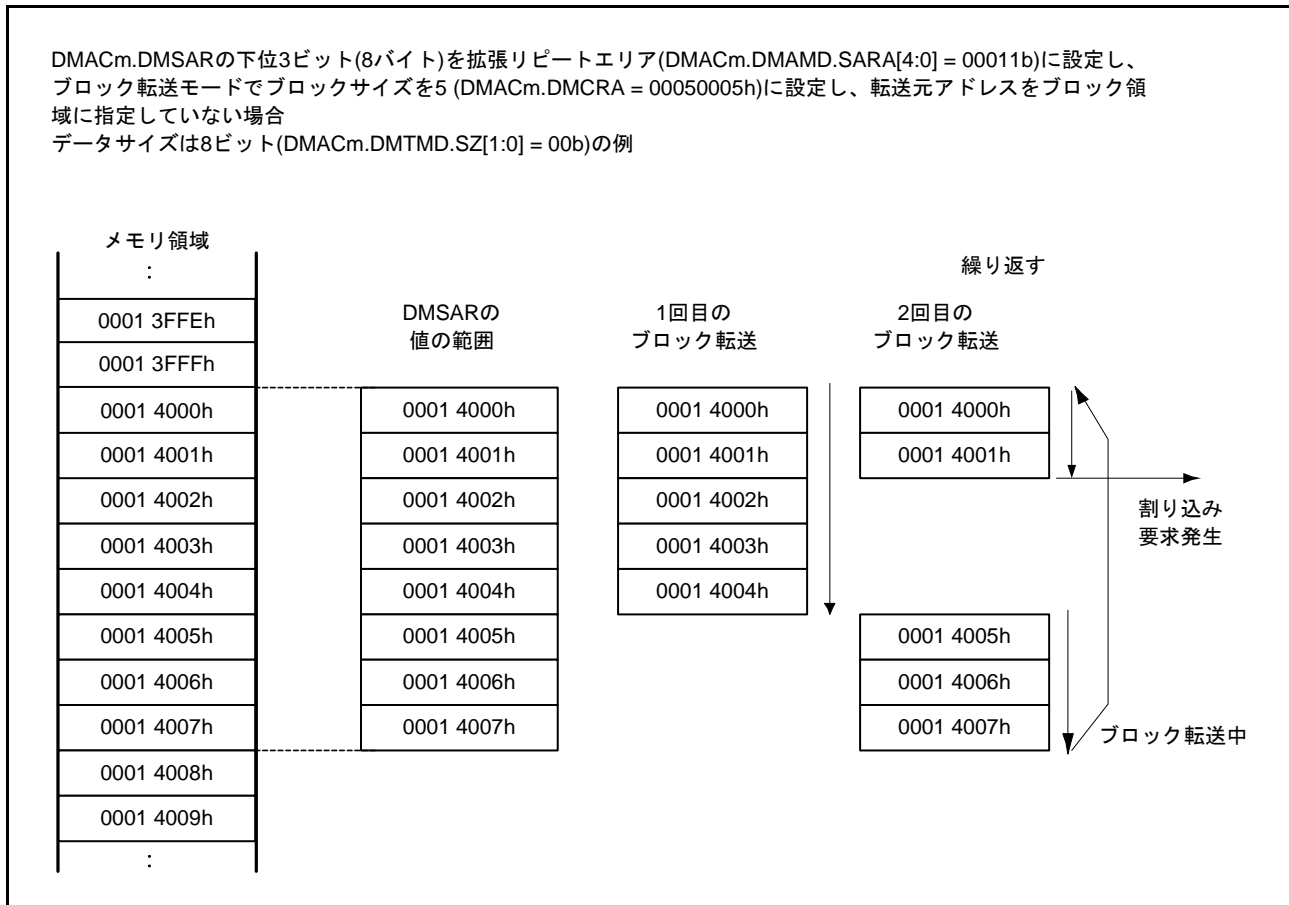 DMACm.DMSARの下位3ビット(8バイト)を拡張リピートエリア(DMACm.DMAMD.SARA[4:0] = 00011b)に設定し、
ブロック転送モードでブロックサイズを5 (DMACm.DMCRA = 00050005h)に設定し、転送元アドレスをブロック領
域に指定していない場合
データサイズは8ビット(DMACm.DMTMD.SZ[1:0] = 00b)の例
メモリ領域
:
0001 3FFEh
0001 3FFFh
0001 4000h
0001 4001h
0001 4002h
0001 4003h
0001 4004h
0001 4005h
0001 4006h
0001 4007h
0001 4008h
0001 4009h
:
DMSARの
値の範囲
0001 4000h
0001 4001h
0001 4002h
0001 4003h
0001 4004h
0001 4005h
0001 4006h
0001 4007h
1回目の
ブロック転送
0001 4000h
0001 4001h
0001 4002h
0001 4003h
0001 4004h
繰り返す
2回目の
ブロック転送
0001 4000h
0001 4001h
0001 4005h
0001 4006h
0001 4007h
割り込み
要求発生
ブロック転送中